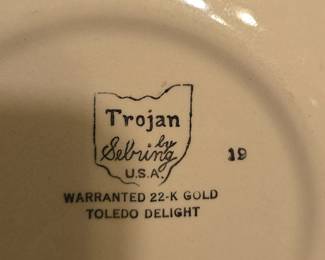 Trojan
by
Sebring
U.S.A.
19
WARRANTED 22-K GOLD
TOLEDO DELIGHT